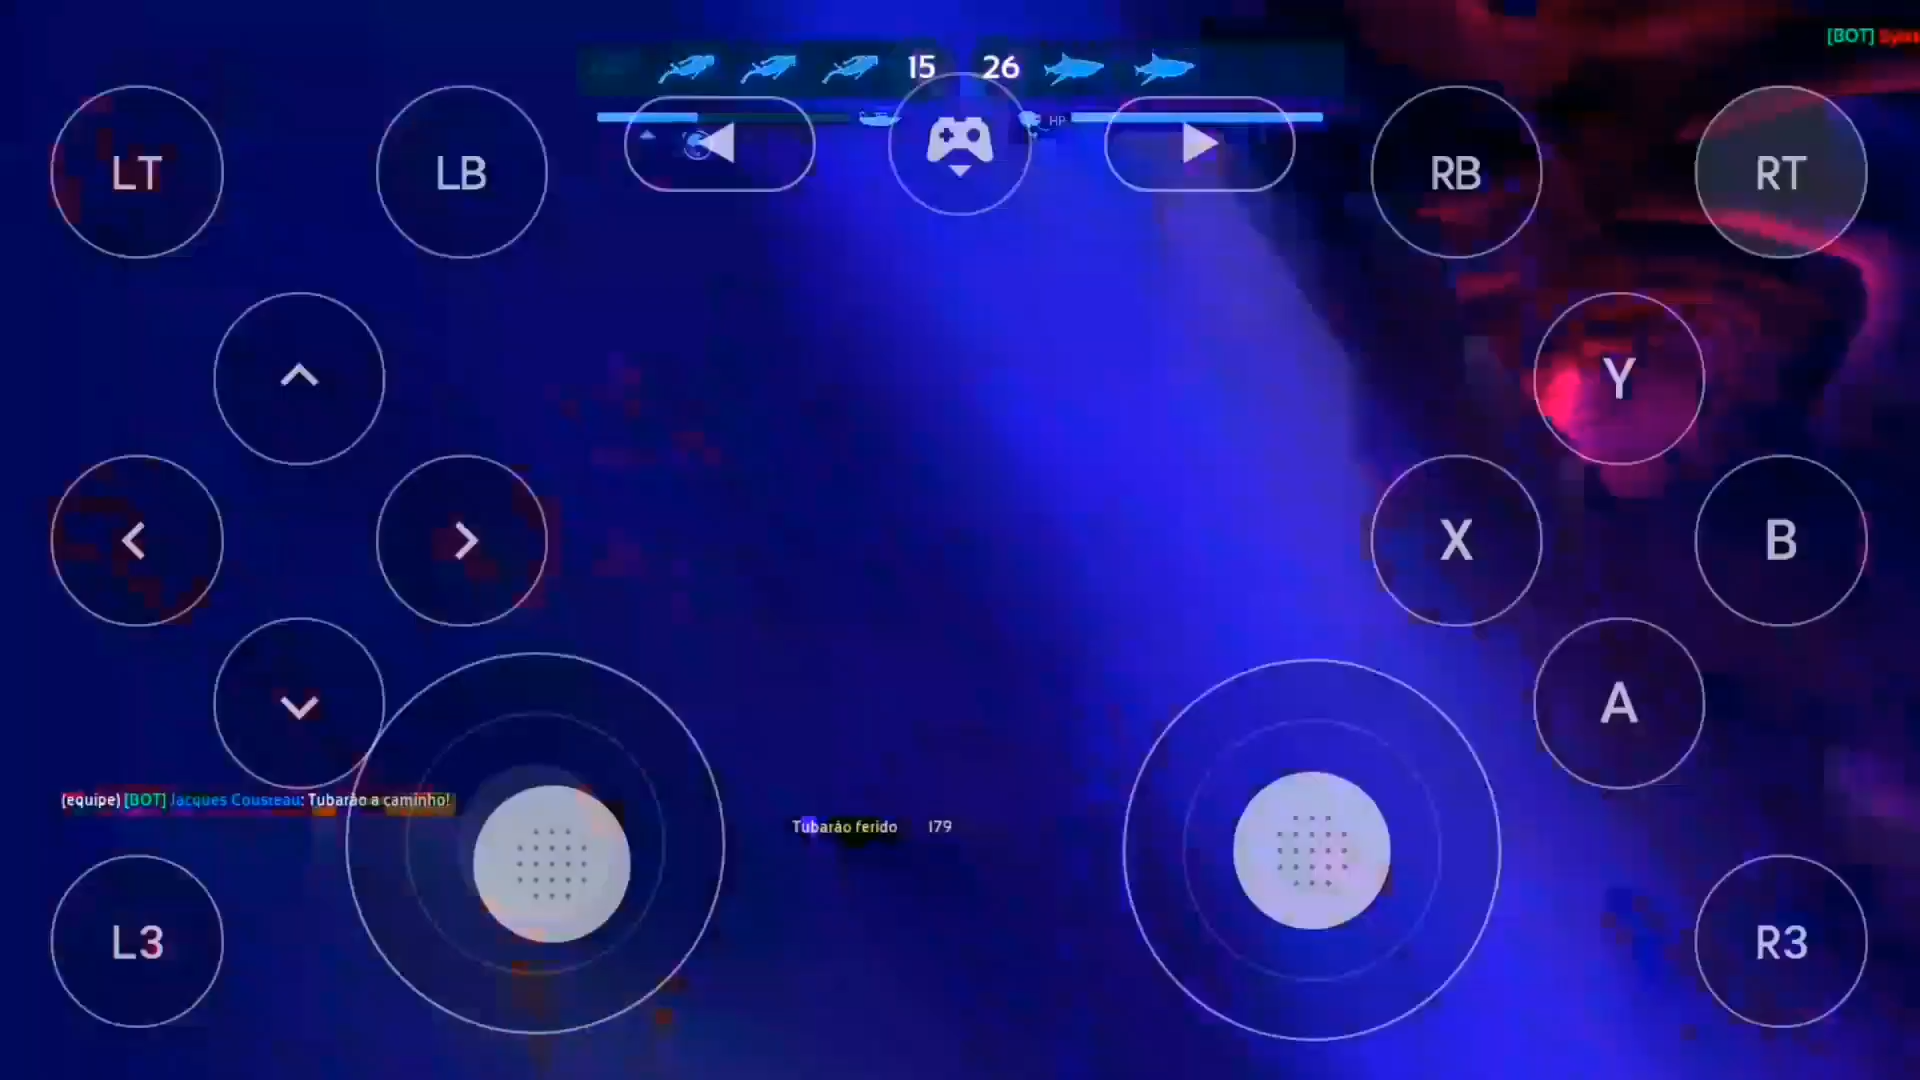 15 26
[BOT]
HP
LT LB RB RT
Y
X B
A
(equipe) [BOT] Jacques Cousteau: Tubarão a caminho!
Tubarão ferido 179
L3 R3